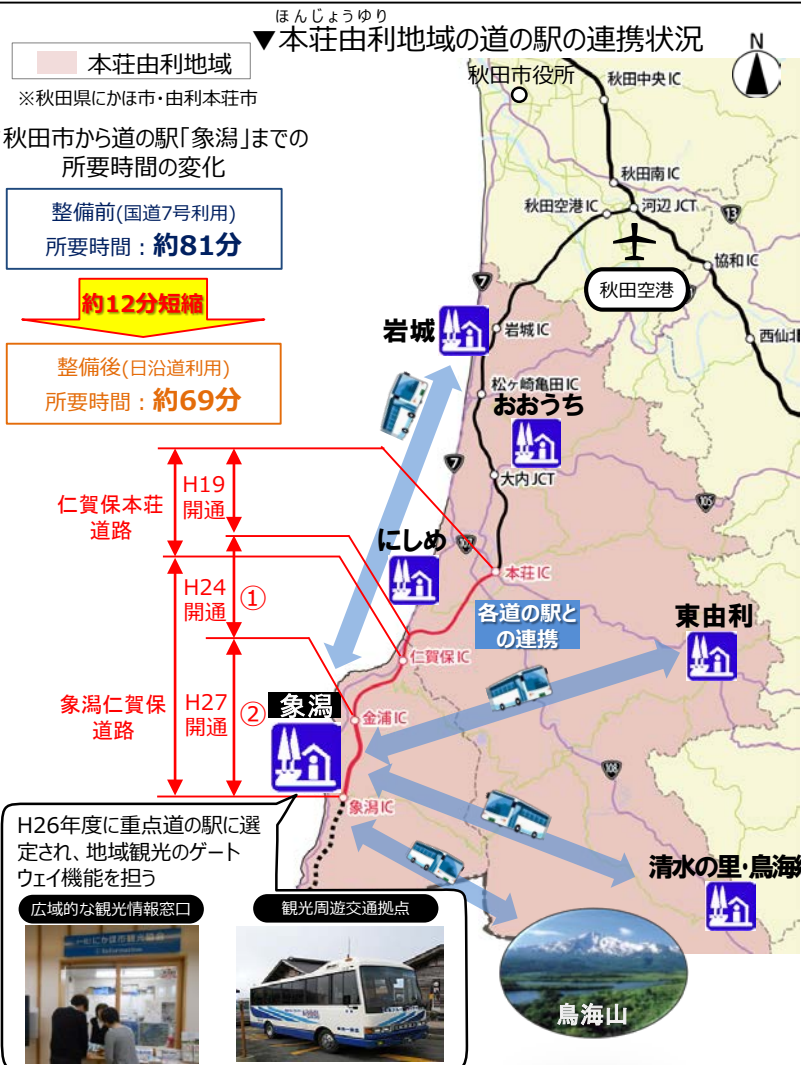 ほんじょうゆり
▼本荘由利地域の道の駅の連携状況
本荘由利地域
※秋田県にかほ市・由利本荘市
秋田市から道の駅「象潟」までの
所要時間の変化
整備前(国道7号利用)
所要時間：約81分
約12分短縮
整備後(日沿道利用)
所要時間：約69分
N
秋田市役所
秋田中央IC
秋田南IC
秋田空港IC
河辺JCT
13
協和IC
秋田空港
7
岩城
岩城IC
西仙北
松ヶ崎亀田IC
おおうち
7
大内JCT
105
仁賀保本荘
道路
H19
開通
にしめ
107
本荘IC
H24
開通
①
各道の駅と
の連携
東由利
仁賀保IC
象潟仁賀保
道路
H27
開通
②
象潟
金浦IC
108
象潟IC
H26年度に重点道の駅に選
定され、地域観光のゲート
ウェイ機能を担う
清水の里・鳥海
広域的な観光情報窓口
観光周遊交通拠点
にかほ市観光協会
Information
鳥海山